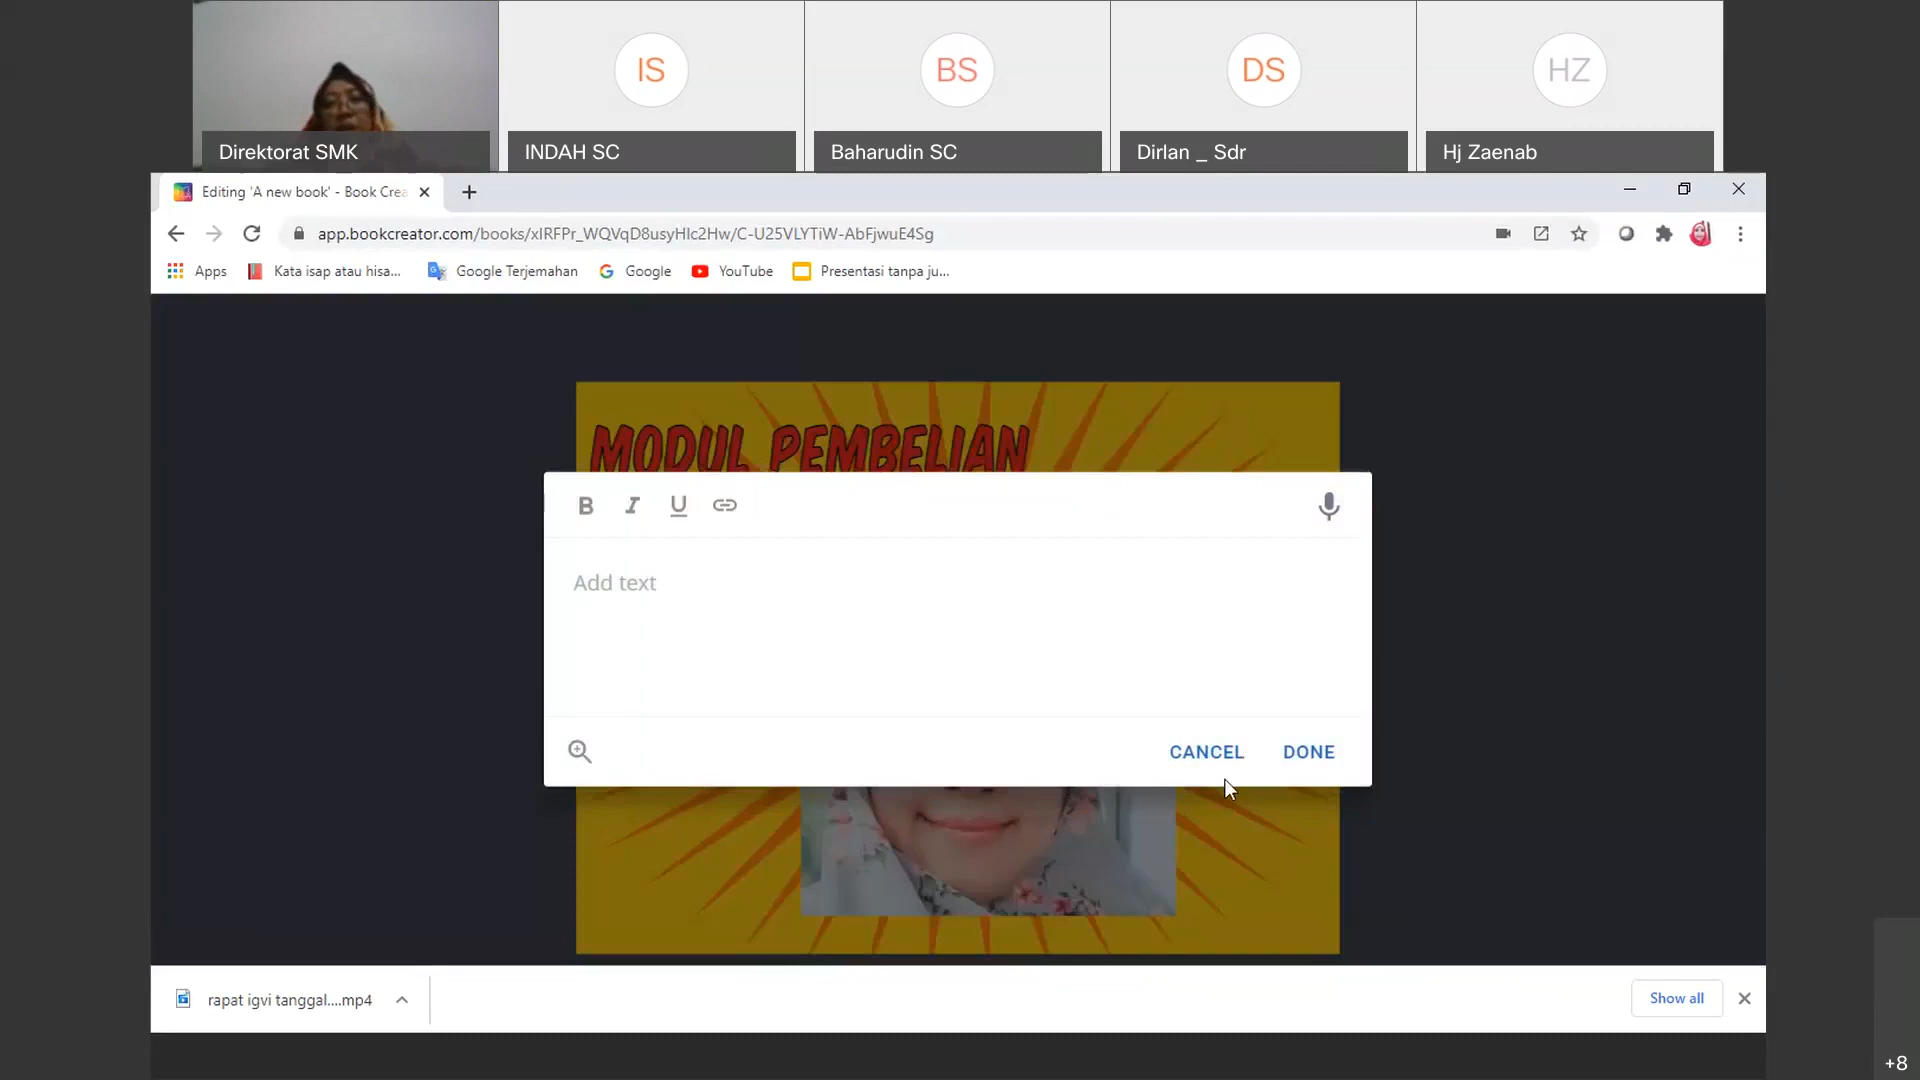 IS
BS
DS
HZ
Direktorat SMK
INDAH SC
Baharudin SC
Dirlan _ Sdr
Hj Zaenab
Editing 'A new book' - Book Crea
app.bookcreator.com/books/xIRFPr_WQVqD8usyHIc2Hw/C-U25VLYTiW-AbFjwuE4Sg
Apps
Kata isap atau hisa...
Google Terjemahan
Google
YouTube
Presentasi tanpa ju...
MODUL PEMBELIAN
B I U
Add text
CANCEL
DONE
rapat igvi tanggal....mp4
Show all
+8